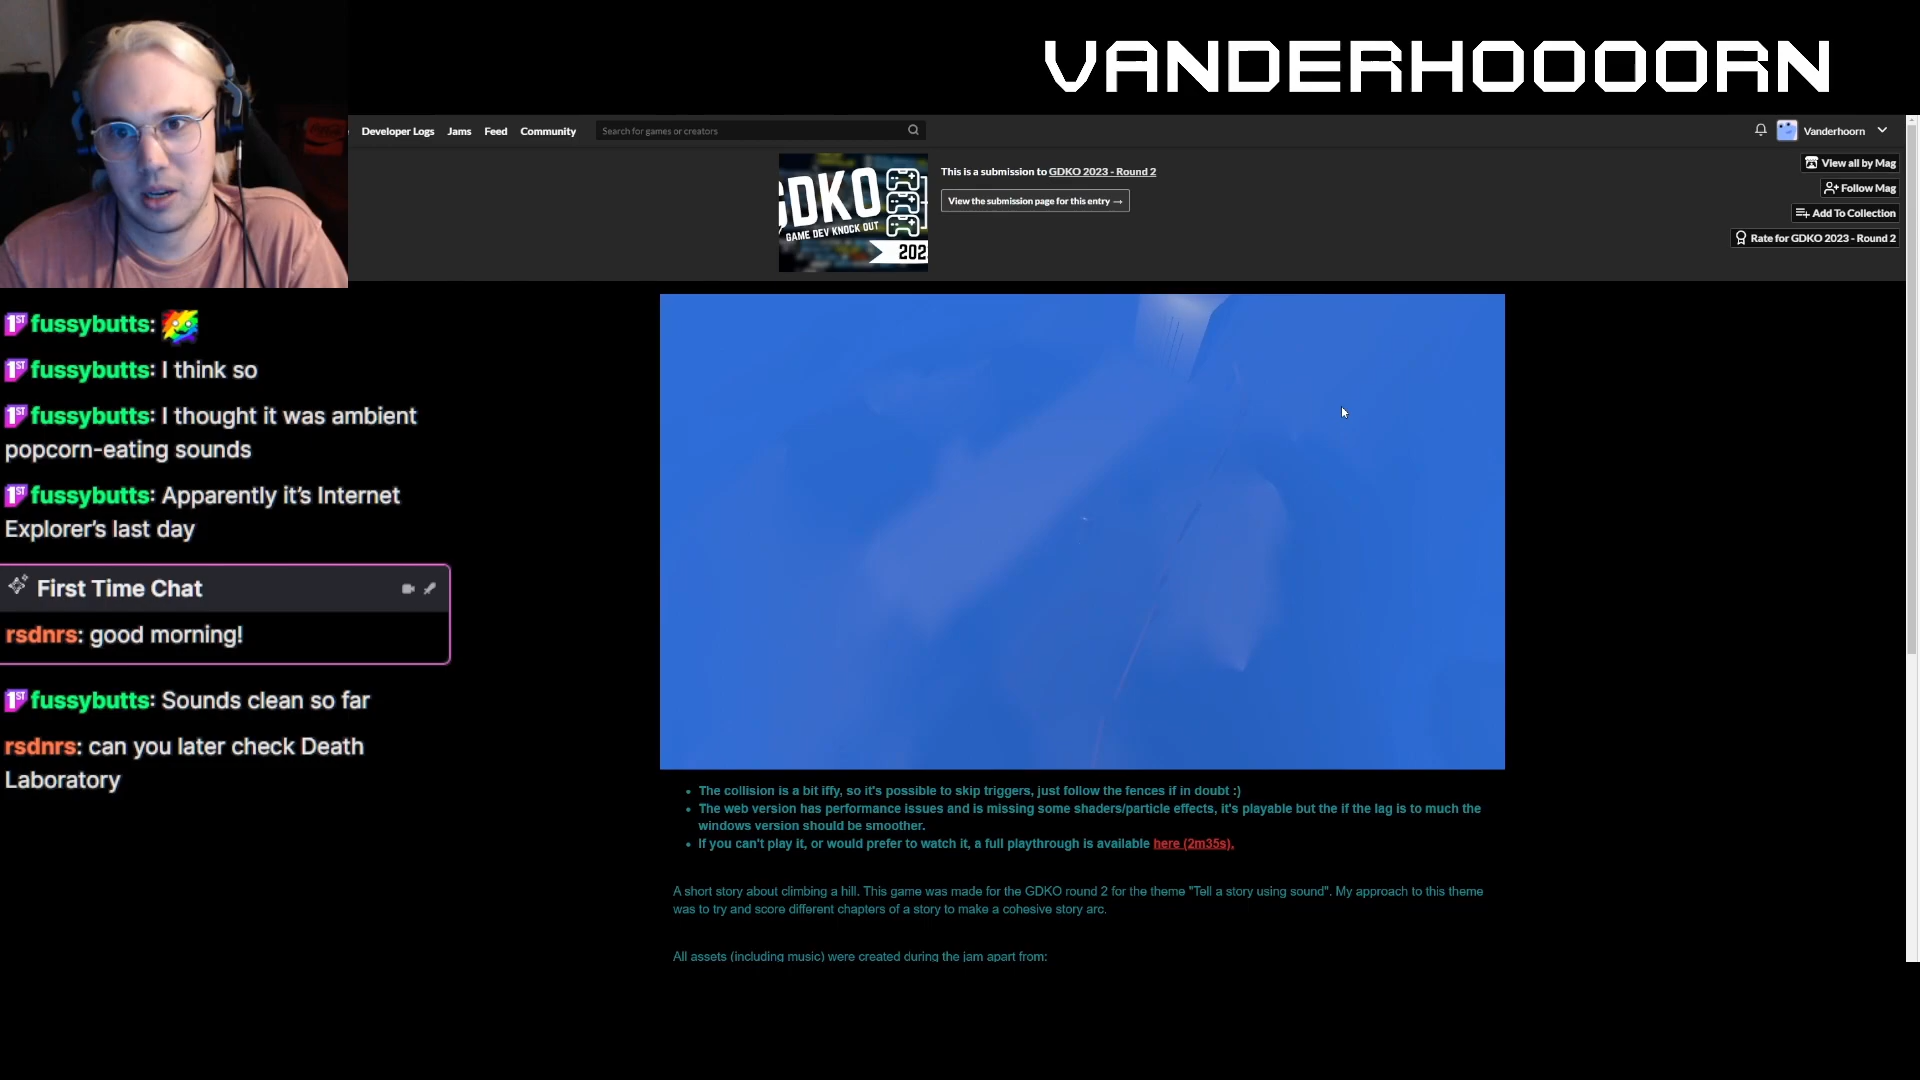 VANDERHOOOORN
Developer Logs Jams Feed Community Search for games or creators Vanderhoorn
GDKO
GAME DEV KNOCK OUT
202
This is a submission to GDKO 2023 - Round 2
View the submission page for this entry →
View all by Mag
Follow Mag
Add To Collection
Rate for GDKO 2023 - Round 2
1ST fussybutts:
1ST fussybutts: I think so
1ST fussybutts: I thought it was ambient
popcorn-eating sounds
1ST fussybutts: Apparently it's Internet
Explorer's last day
First Time Chat
rsdnrs: good morning!
1ST fussybutts: Sounds clean so far
rsdnrs: can you later check Death
Laboratory
• The collision is a bit iffy, so it's possible to skip triggers, just follow the fences if in doubt :)
• The web version has performance issues and is missing some shaders/particle effects, it's playable but the if the lag is to much the
windows version should be smoother.
• If you can't play it, or would prefer to watch it, a full playthrough is available here (2m35s).
A short story about climbing a hill. This game was made for the GDKO round 2 for the theme "Tell a story using sound". My approach to this theme
was to try and score different chapters of a story to make a cohesive story arc.
All assets (including music) were created during the jam apart from: